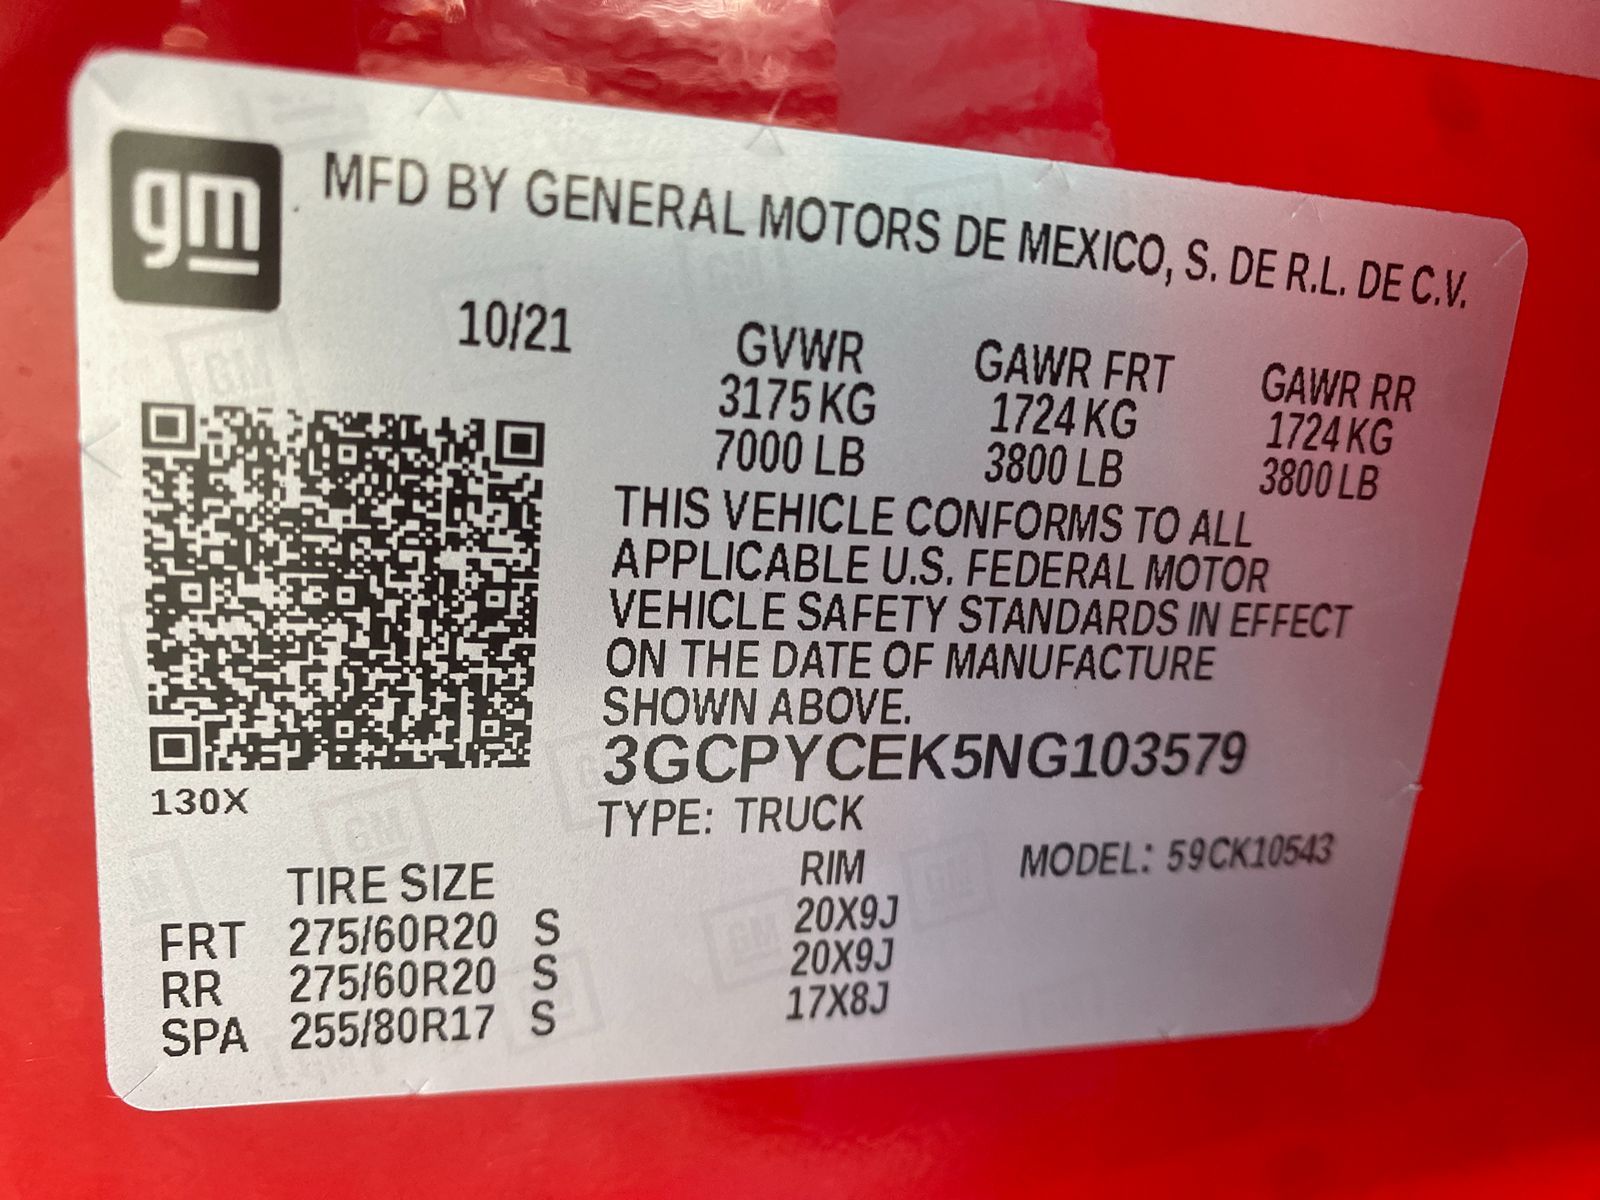 gm
MFD BY GENERAL MOTORS DE MEXICO, S. DE R.L. DE C.V.
10/21
GVWR GAWR FRT GAWR RR
3175 KG 1724 KG 1724 KG
7000 LB 3800 LB 3800 LB
THIS VEHICLE CONFORMS TO ALL
APPLICABLE U.S. FEDERAL MOTOR
VEHICLE SAFETY STANDARDS IN EFFECT
ON THE DATE OF MANUFACTURE
SHOWN ABOVE.
3GCPYCEK5NG103579
130X
TYPE: TRUCK
MODEL: 59CK10543
TIRE SIZE RIM
FRT 275/60R20 S 20X9J
RR 275/60R20 S 20X9J
SPA 255/80R17 S 17X8J